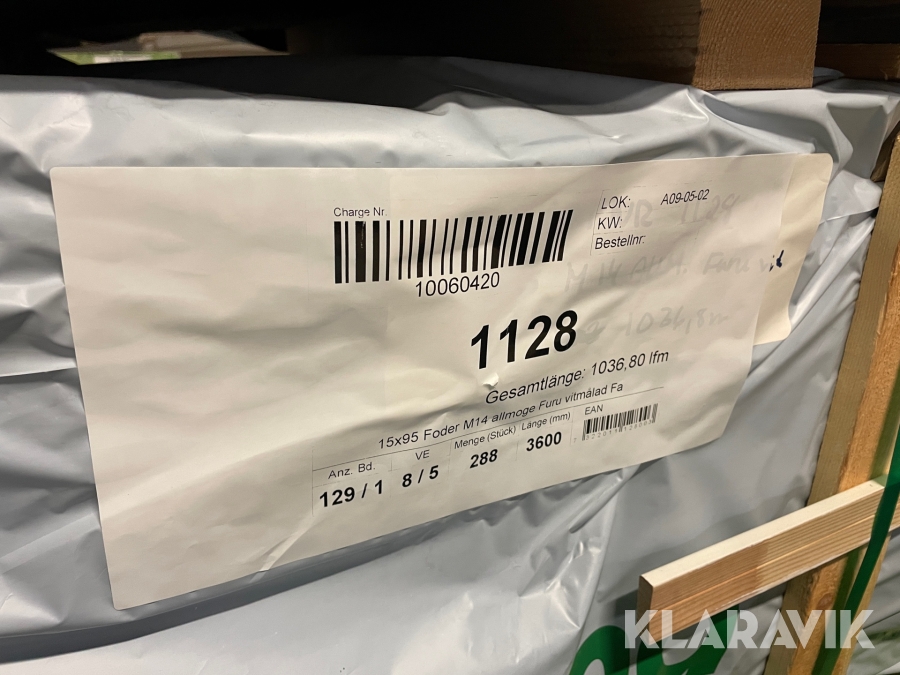 KLARAVIK
Charge Nr.
10060420
LOK: A09-05-02
KW:
Bestellnr:
1128
Gesamtlänge: 1036,80 lfm
15x95 Foder M14 allmoge Furu vitmålad Fa
Anz. Bd. VE Menge (Stück) Länge (mm) EAN
129 / 1 8 / 5 288 3600
KLARAVIK